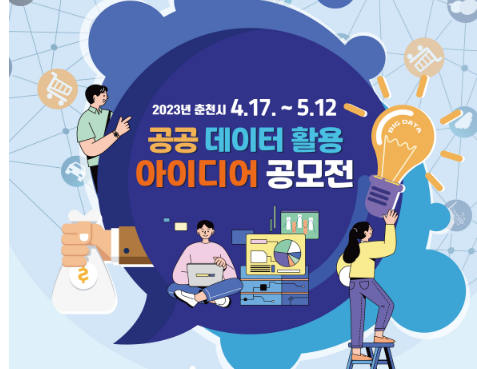 2023년 춘천시 4.17. ~ 5.12
공공 데이터 활용
아이디어 공모전
BIG DATA
$